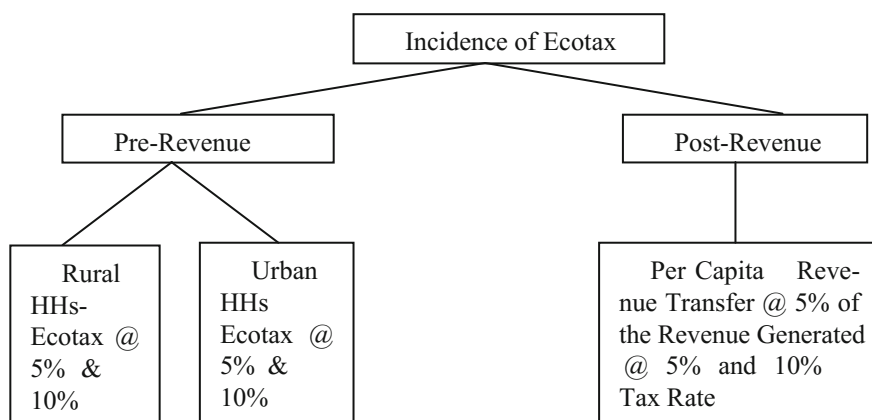 Incidence of Ecotax
Pre-Revenue
Post-Revenue
Rural
HHs-
Ecotax @
5% &
10%
Urban
HHs
Ecotax @
5% &
10%
Per Capita Reve-
nue Transfer @ 5% of
the Revenue Generated
@ 5% and 10%
Tax Rate